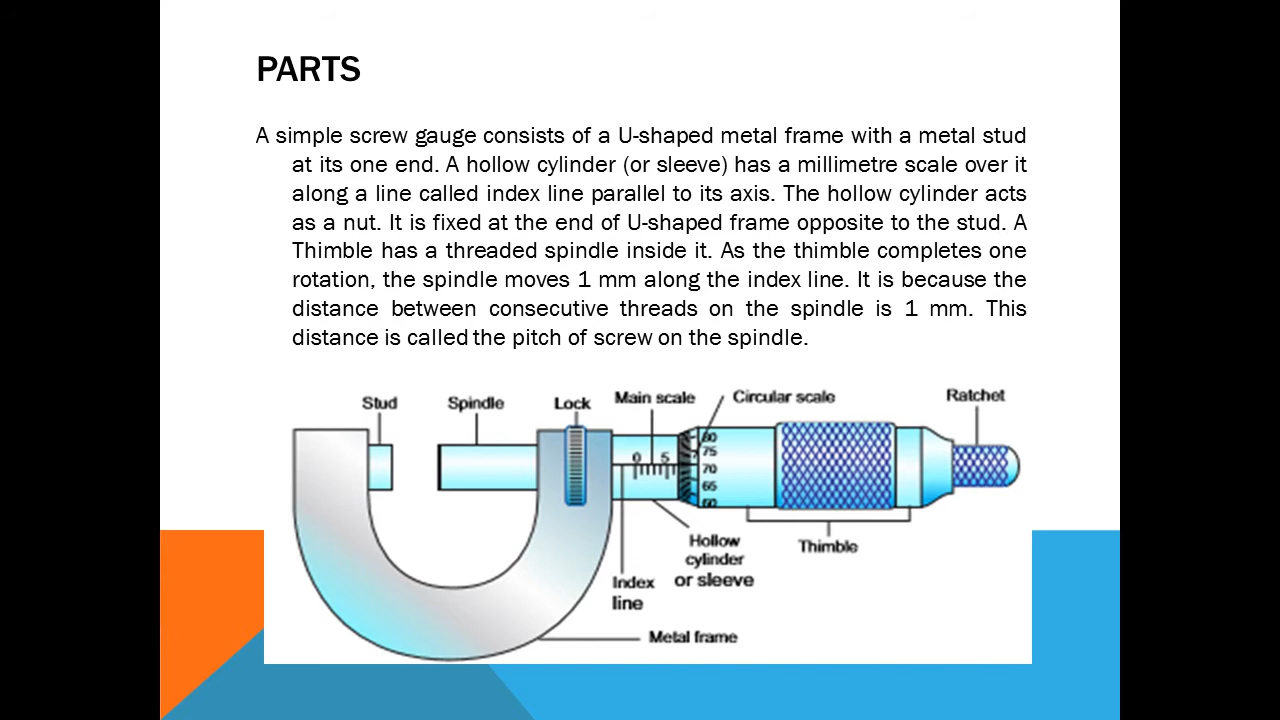 PARTS
A simple screw gauge consists of a U-shaped metal frame with a metal stud
at its one end. A hollow cylinder (or sleeve) has a millimetre scale over it
along a line called index line parallel to its axis. The hollow cylinder acts
as a nut. It is fixed at the end of U-shaped frame opposite to the stud. A
Thimble has a threaded spindle inside it. As the thimble completes one
rotation, the spindle moves 1 mm along the index line. It is because the
distance between consecutive threads on the spindle is 1 mm. This
distance is called the pitch of screw on the spindle.
Stud
Spindle
Lock
Main scale
Circular scale
Ratchet
0 5
80
75
70
65
60
Hollow
cylinder
or sleeve
Thimble
Index
line
Metal frame